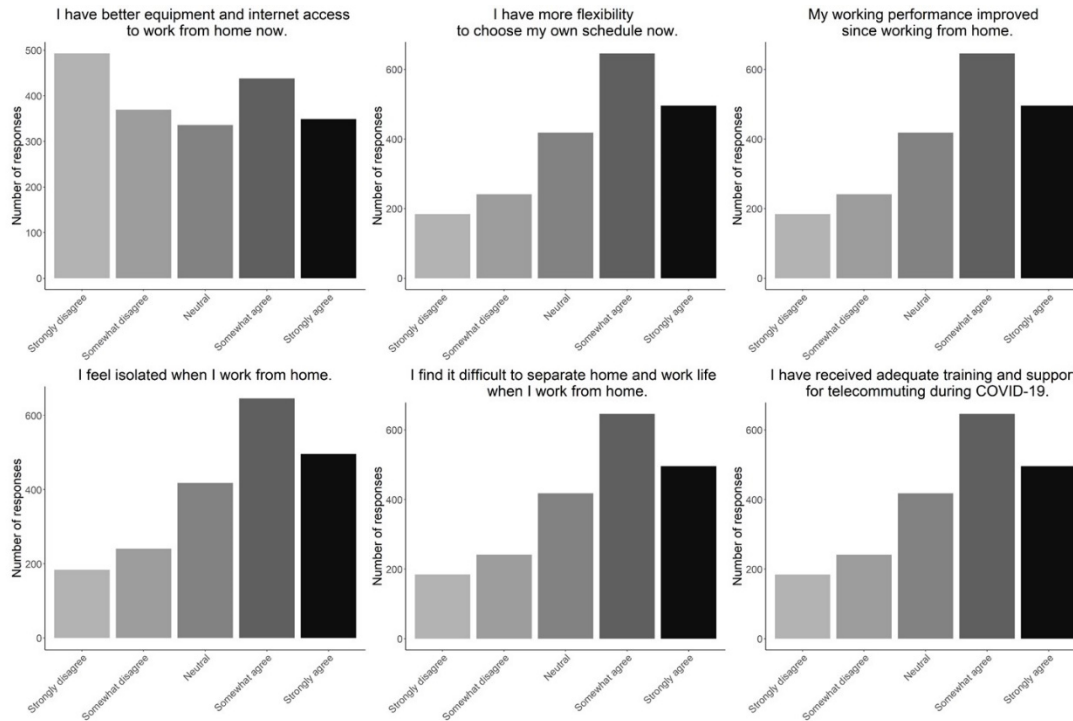 I have better equipment and internet access
to work from home now.
Number of responses
500
400
300
200
100
0
Strongly disagree
Somewhat disagree
Neutral
Somewhat agree
Strongly agree
I have more flexibility
to choose my own schedule now.
Number of responses
600
400
200
0
Strongly disagree
Somewhat disagree
Neutral
Somewhat agree
Strongly agree
My working performance improved
since working from home.
Number of responses
600
400
200
0
Strongly disagree
Somewhat disagree
Neutral
Somewhat agree
Strongly agree
I feel isolated when I work from home.
Number of responses
600
400
200
0
Strongly disagree
Somewhat disagree
Neutral
Somewhat agree
Strongly agree
I find it difficult to separate home and work life
when I work from home.
Number of responses
600
400
200
0
Strongly disagree
Somewhat disagree
Neutral
Somewhat agree
Strongly agree
I have received adequate training and support
for telecommuting during COVID-19.
Number of responses
600
400
200
0
Strongly disagree
Somewhat disagree
Neutral
Somewhat agree
Strongly agree